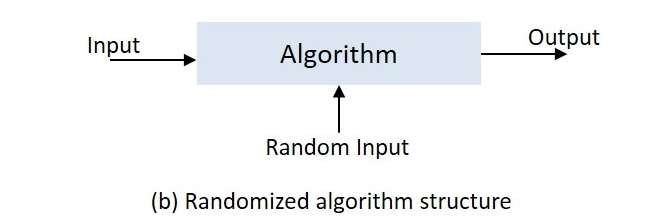 Input
Algorithm
Output
Random Input
(b) Randomized algorithm structure